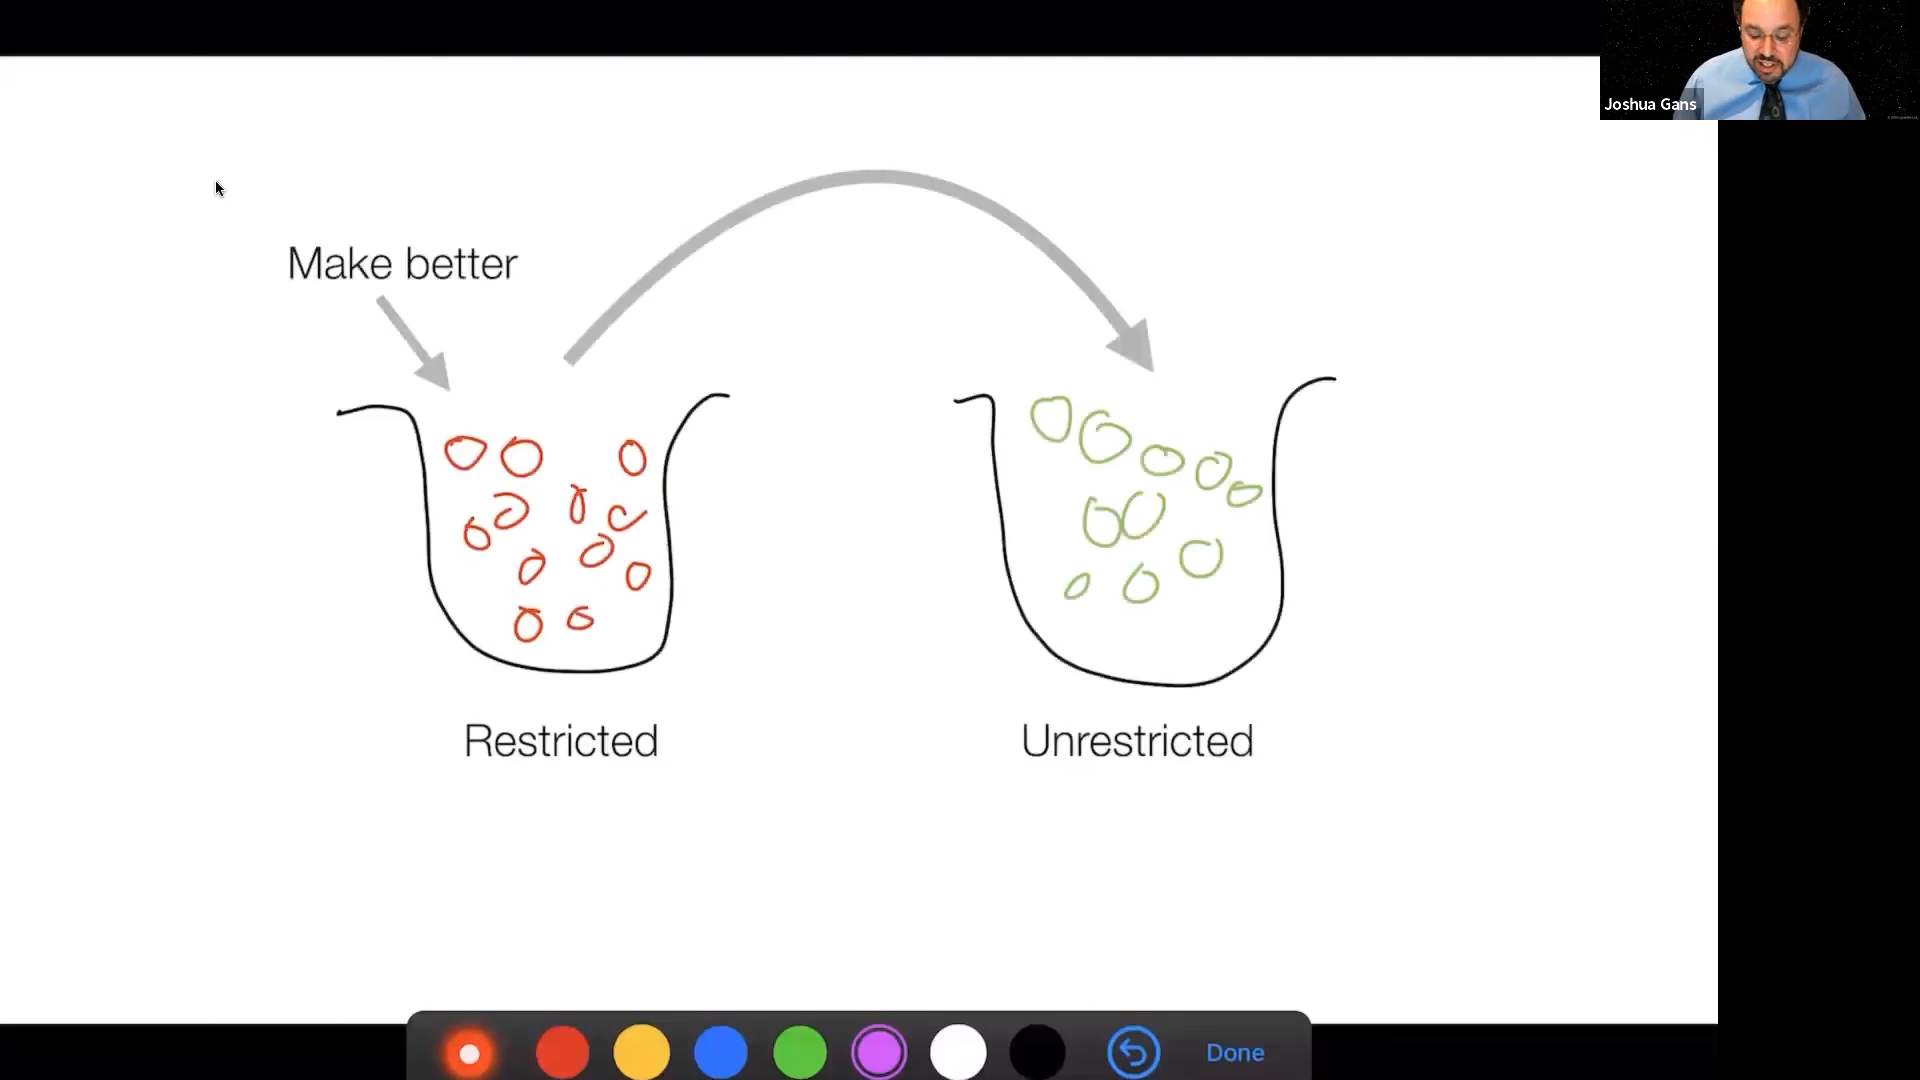 Joshua Gans
Make better
Restricted
Unrestricted
Done